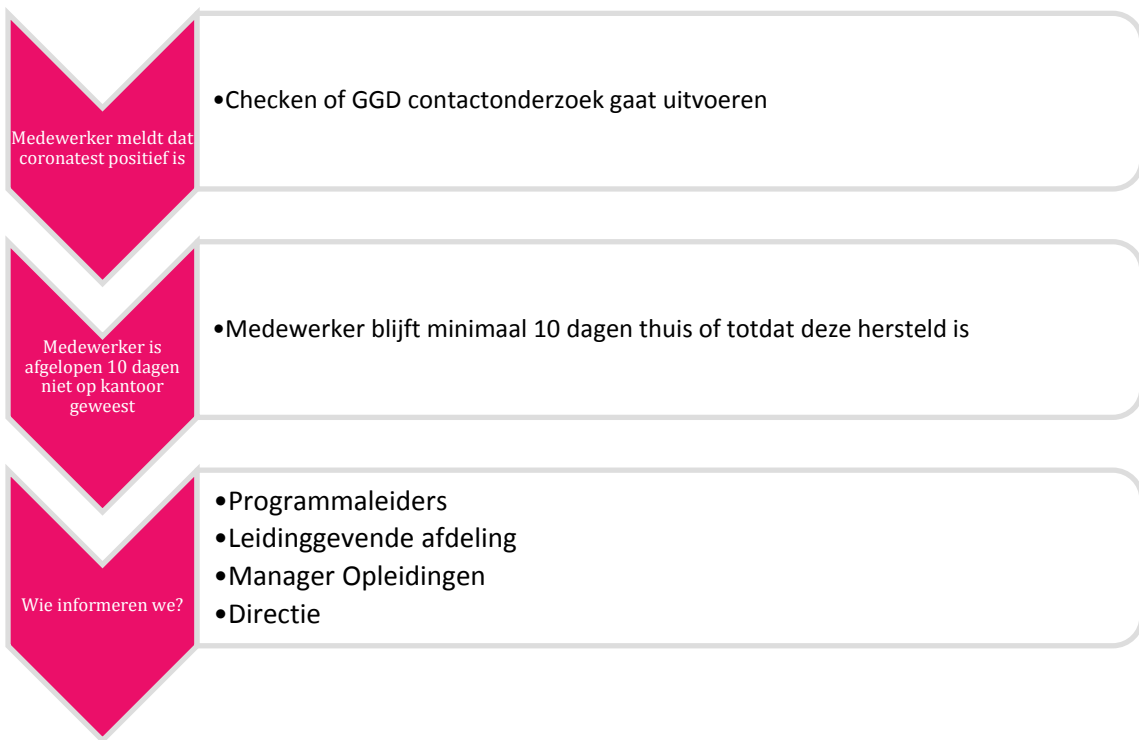 Medewerker meldt dat
coronatest positief is
•Checken of GGD contactonderzoek gaat uitvoeren
Medewerker is
afgelopen 10 dagen
niet op kantoor
geweest
•Medewerker blijft minimaal 10 dagen thuis of totdat deze hersteld is
Wie informeren we?
•Programmaleiders
•Leidinggevende afdeling
•Manager Opleidingen
•Directie